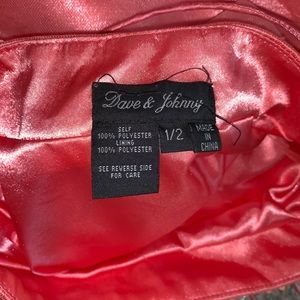 Dave & Johnny
SELF
100% POLYESTER
LINING
100% POLYESTER
SEE REVERSE SIDE
FOR CARE
1/2
MADE
IN
CHINA